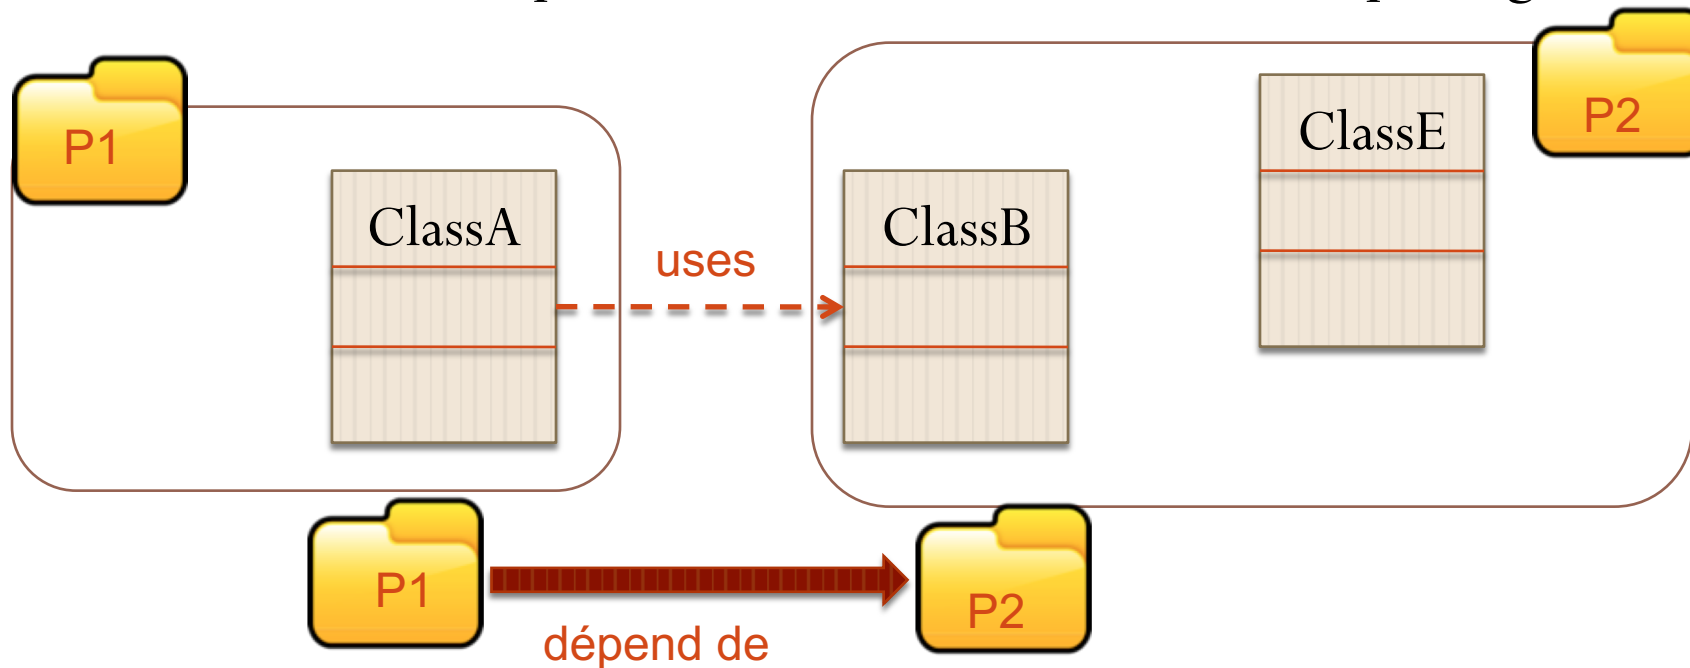 P1
P2
ClassE
ClassA
ClassB
uses
P1
P2
dépend de